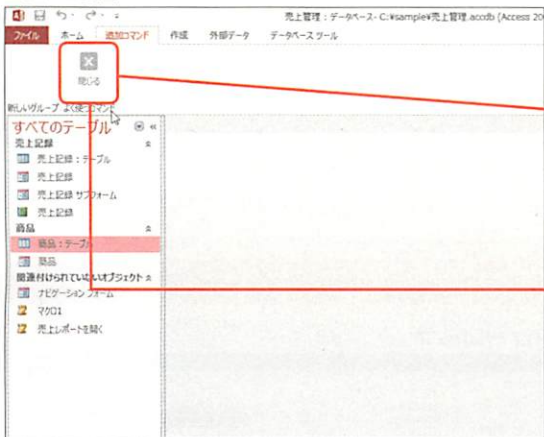 売上管理 : データベース- C:¥sample¥売上管理.accdb (Access 20
ファイル ホーム 追加コマンド 作成 外部データ データベース ツール
閉じる
新しいグループ よく使うコマンド
すべてのテーブル
売上記録
売上記録 : テーブル
売上記録
売上記録 サブフォーム
売上記録
商品
商品 : テーブル
商品
関連付けられていないオブジェクト
ナビゲーション フォーム
マクロ1
売上レポートを開く